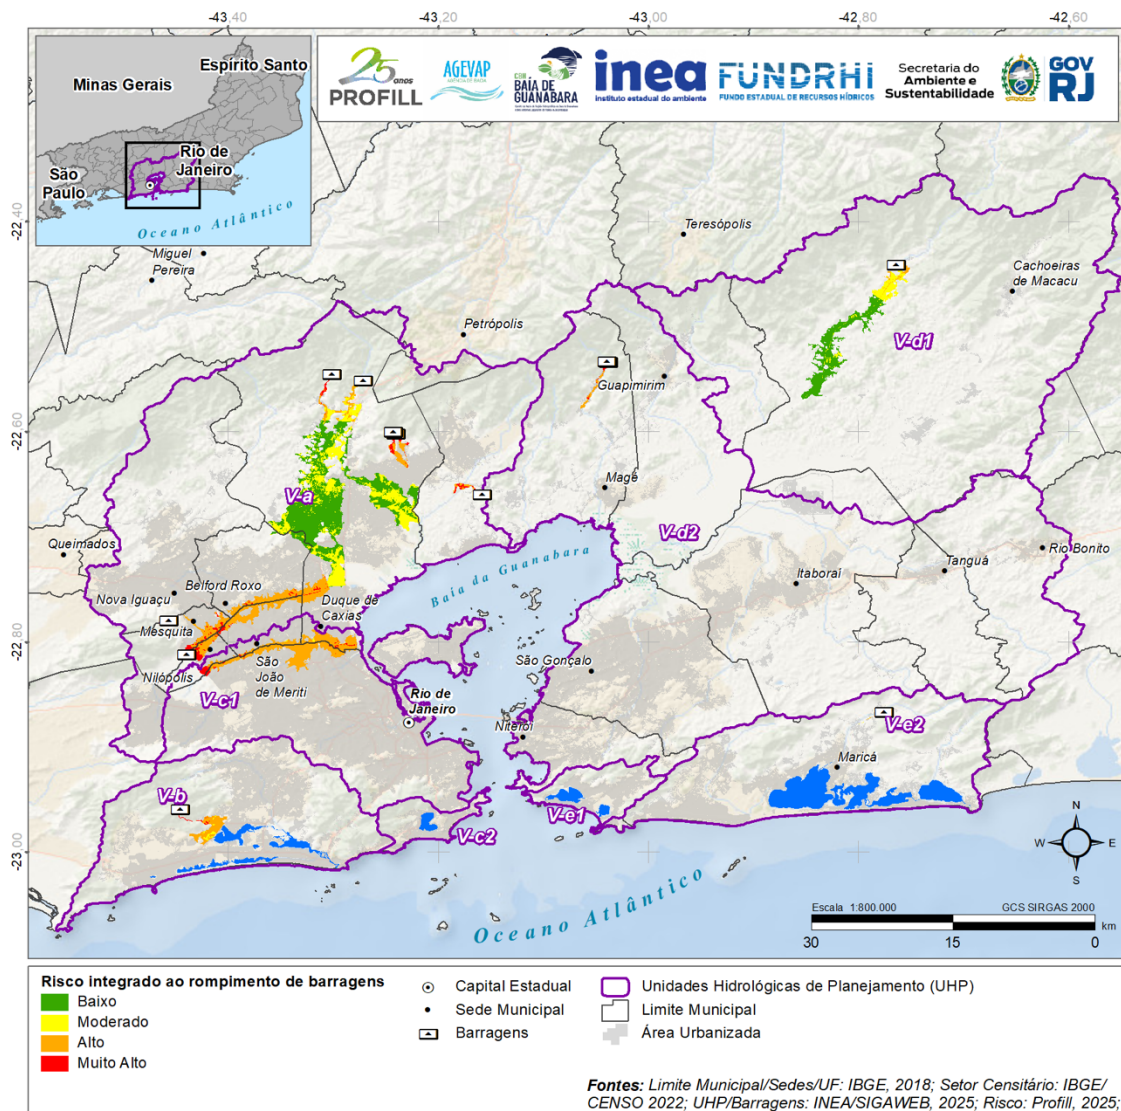 -43,40
-43,20
-43,00
-42,80
-42,60
Espírito Santo
Minas Gerais
Rio de
Janeiro
São
Paulo
Oceano Atlântico
25 anos
PROFILL
AGEVAP
CBH
BAÍA DE
GUANABARA
inea
instituto estadual do ambiente
FUNDRHI
FUNDO ESTADUAL DE RECURSOS HÍDRICOS
Secretaria do
Ambiente e
Sustentabilidade
GOV
RJ
-22,40
-22,60
-22,80
-23,00
Miguel
Pereira
Teresópolis
Cachoeiras
de Macacu
V-d1
Petrópolis
Guapimirim
V-a
Magé
V-d2
Queimados
Baía da Guanabara
Rio Bonito
Tanguá
Itaboraí
Belford Roxo
Nova Iguaçu
Duque de
Caxias
Mesquita
Nilópolis
São
João
de Meriti
V-c1
São Gonçalo
Rio de
Janeiro
Niterói
V-e2
Maricá
V-b
V-e1
V-c2
Oceano Atlântico
N
W
E
S
Escala 1:800.000
GCS SIRGAS 2000
km
30
15
0
Risco integrado ao rompimento de barragens
Baixo
Moderado
Alto
Muito Alto
Capital Estadual
Sede Municipal
Barragens
Unidades Hidrológicas de Planejamento (UHP)
Limite Municipal
Área Urbanizada
Fontes: Limite Municipal/Sedes/UF: IBGE, 2018; Setor Censitário: IBGE/
CENSO 2022; UHP/Barragens: INEA/SIGAWEB, 2025; Risco: Profill, 2025;